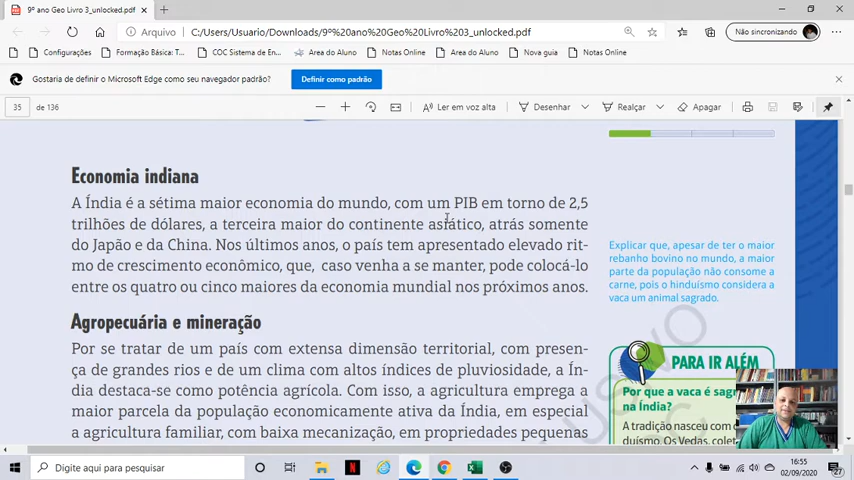 9º ano Geo Livro 3_unlocked.pdf
Arquivo
C:/Users/Usuario/Downloads/9º%20ano%20Geo%20Livro%203_unlocked.pdf
Não sincronizando
Configurações
Formação Básica: T...
COC Sistema de En...
Area do Aluno
Notas Online
Area do Aluno
Nova guia
Notas Online
Gostaria de definir o Microsoft Edge como seu navegador padrão?
Definir como padrão
35 de 136
Ler em voz alta
Desenhar
Realçar
Apagar
Economia indiana
A Índia é a sétima maior economia do mundo, com um PIB em torno de 2,5
trilhões de dólares, a terceira maior do continente asiático, atrás somente
do Japão e da China. Nos últimos anos, o país tem apresentado elevado rit-
mo de crescimento econômico, que, caso venha a se manter, pode colocá-lo
entre os quatro ou cinco maiores da economia mundial nos próximos anos.
Agropecuária e mineração
Por se tratar de um país com extensa dimensão territorial, com presen-
ça de grandes rios e de um clima com altos índices de pluviosidade, a Ín-
dia destaca-se como potência agrícola. Com isso, a agricultura emprega a
maior parcela da população economicamente ativa da Índia, em especial
a agricultura familiar, com baixa mecanização, em propriedades pequenas
Explicar que, apesar de ter o maior
rebanho bovino no mundo, a maior
parte da população não consome a
carne, pois o hinduísmo considera a
vaca um animal sagrado.
PARA IR ALÉM
Por que a vaca é sag
na Índia?
A tradição nasceu com
duísmo. Os Vedas, colet
Digite aqui para pesquisar
16:55
02/09/2020
27